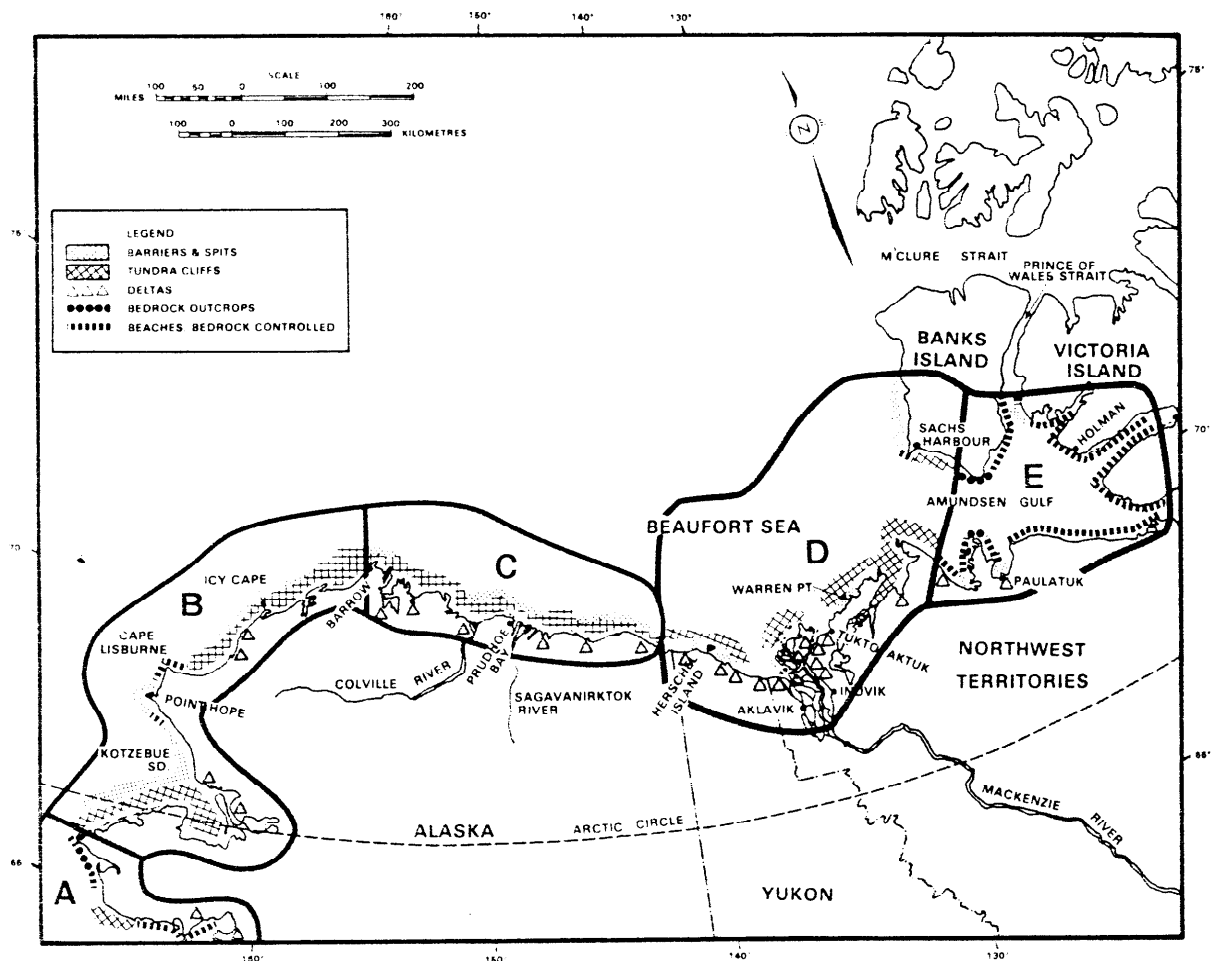 160°
150°
140°
130°
SCALE
100 50 0 100 200
MILES
100 0 100 200 300
KILOMETRES
Z
75°
LEGEND
BARRIERS & SPITS
TUNDRA CLIFFS
DELTAS
BEDROCK OUTCROPS
BEACHES BEDROCK CONTROLLED
M'CLURE STRAIT
PRINCE OF
WALES STRAIT
BANKS
ISLAND
VICTORIA
ISLAND
HOLMAN
70°
SACHS
HARBOUR
E
AMUNDSEN GULF
BEAUFORT SEA
D
70
ICY CAPE
C
B
WARREN PT
PAULATUK
BARROW
CAPE
LISBURNE
PRUDHOE
BAY
TUKTOYAKTUK
NORTHWEST
TERRITORIES
COLVILLE RIVER
HERSCHEL
ISLAND
INUVIK
POINT HOPE
SAGAVANIRKTOK
RIVER
AKLAVIK
KOTZEBUE
SD
MACKENZIE
RIVER
ALASKA
ARCTIC CIRCLE
66
A
YUKON
140°
130°